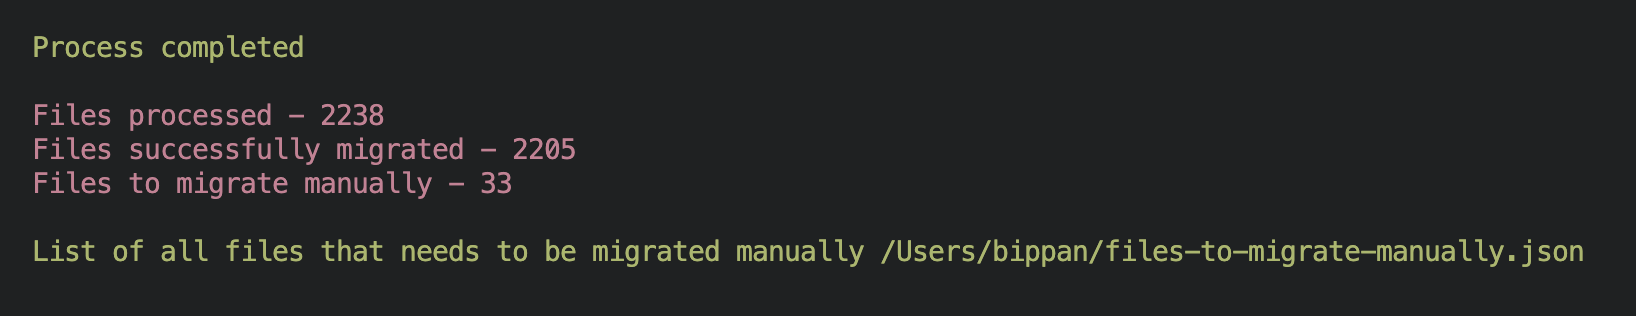 Process completed
Files processed – 2238
Files successfully migrated – 2205
Files to migrate manually – 33
List of all files that needs to be migrated manually /Users/bippan/files-to-migrate-manually.json